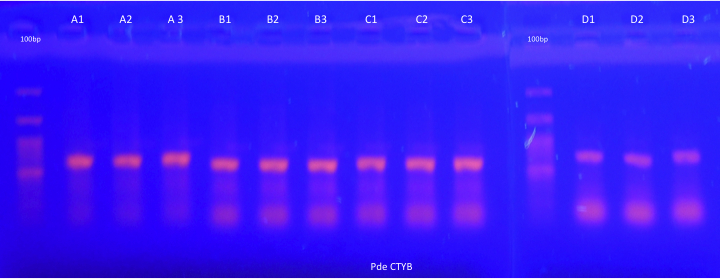 A1 A2 A 3 B1 B2 B3 C1 C2 C3 D1 D2 D3
100bp 100bp
Pde CTYB